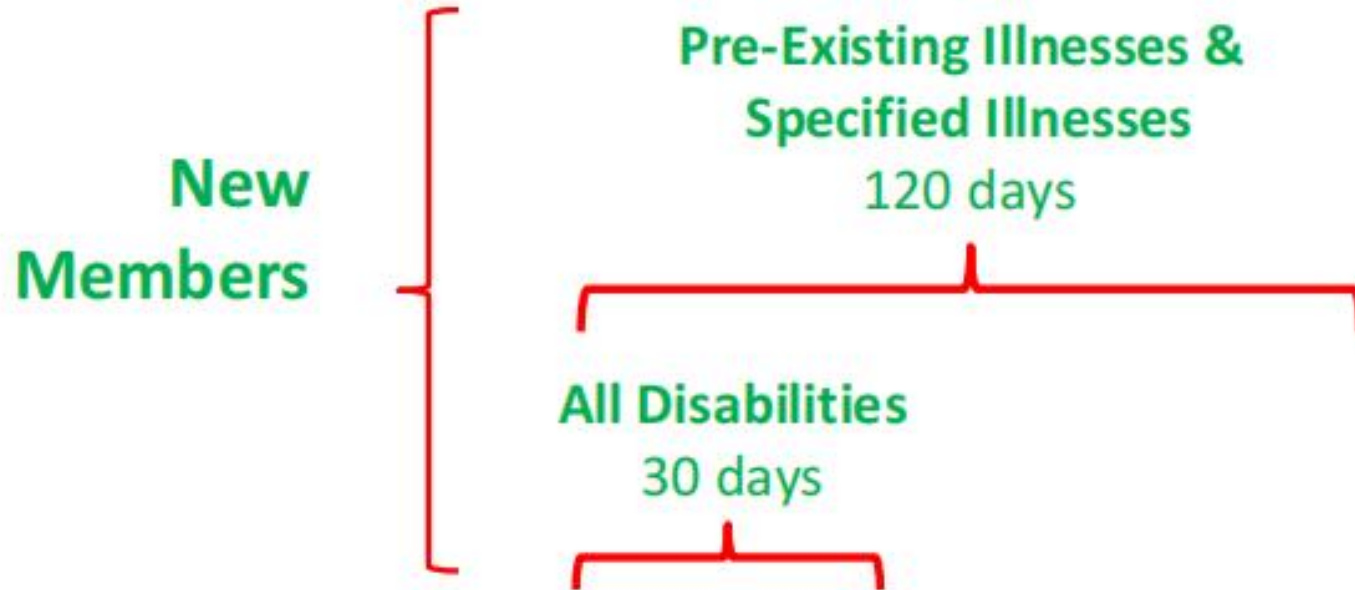 New
Members
Pre-Existing Illnesses &
Specified Illnesses
120 days
All Disabilities
30 days